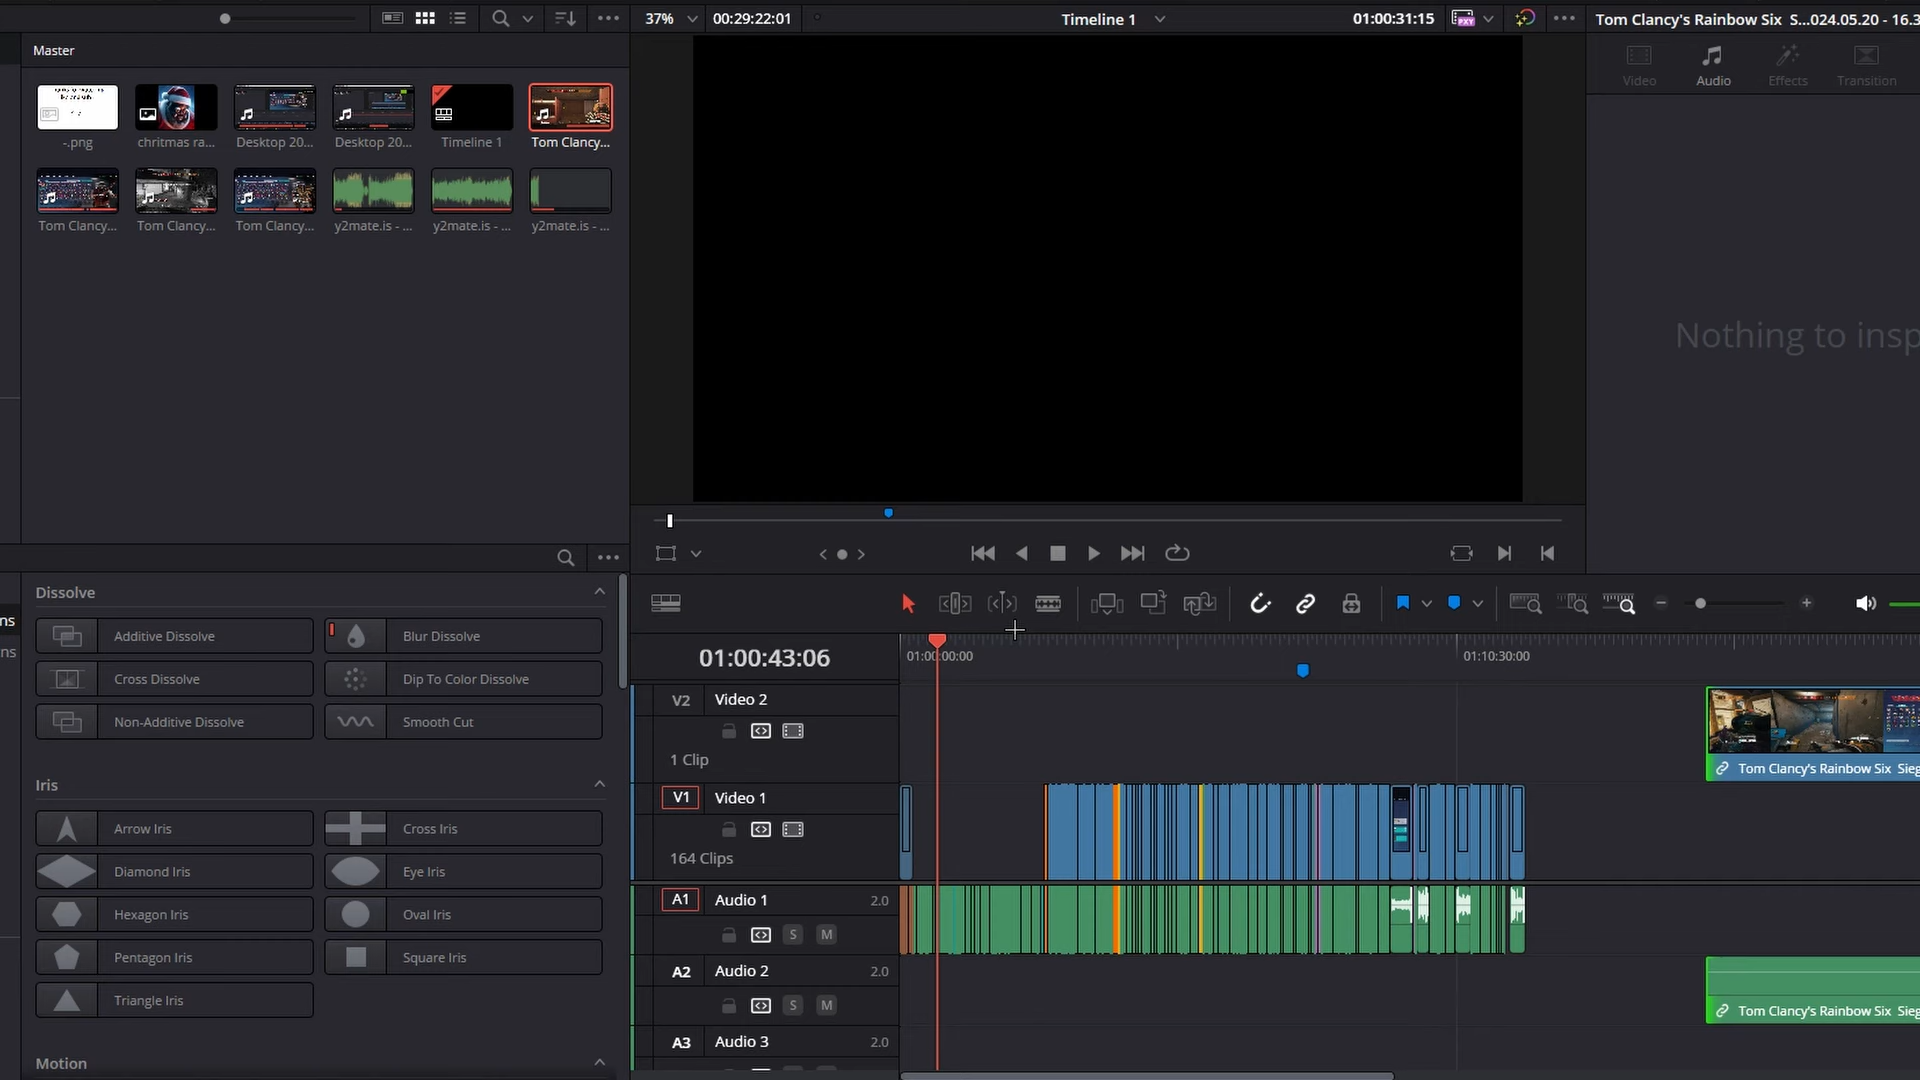 37%
00:29:22:01
Timeline 1
01:00:31:15
PXY
Tom Clancy's Rainbow Six S...024.05.20 - 16.3
Master
Video
Audio
Effects
Transition
-.png
chritmas ra...
Desktop 20...
Desktop 20...
Timeline 1
Tom Clancy...
Tom Clancy...
Tom Clancy...
Tom Clancy...
y2mate.is - ...
y2mate.is - ...
y2mate.is - ...
Nothing to insp
Dissolve
ns
Additive Dissolve
Blur Dissolve
ns
Cross Dissolve
Dip To Color Dissolve
Non-Additive Dissolve
Smooth Cut
Iris
Arrow Iris
Cross Iris
Diamond Iris
Eye Iris
Hexagon Iris
Oval Iris
Pentagon Iris
Square Iris
Triangle Iris
Motion
01:00:43:06
01:00:00:00
01:10:30:00
V2 Video 2
1 Clip
Tom Clancy's Rainbow Six Sieg
V1 Video 1
164 Clips
A1 Audio 1 2.0
S M
A2 Audio 2 2.0
S M
Tom Clancy's Rainbow Six Sieg
A3 Audio 3 2.0